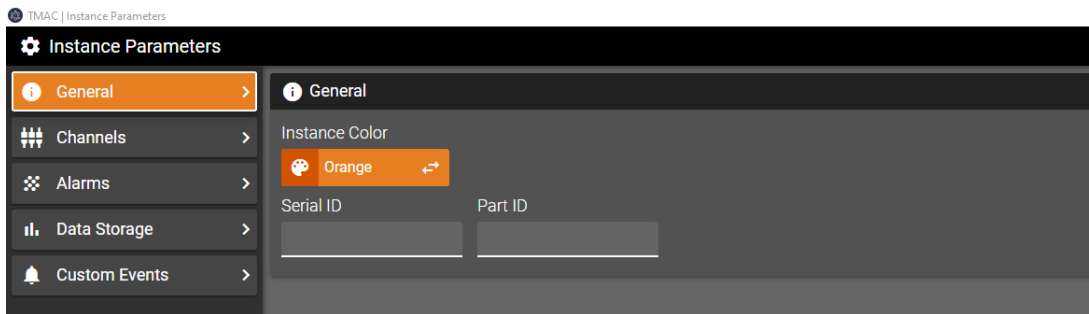 TMAC | Instance Parameters
Instance Parameters
General
Channels
Alarms
Data Storage
Custom Events
General
Instance Color
Orange
Serial ID
Part ID